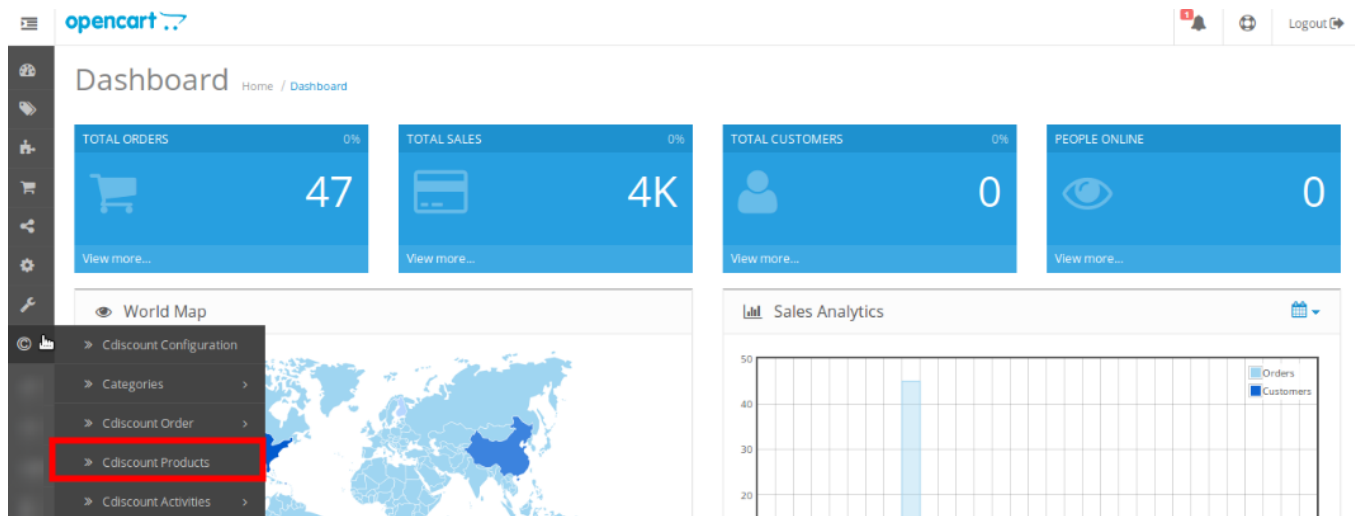 opencart
1
Logout
Dashboard Home / Dashboard
TOTAL ORDERS 0%
47
View more...
TOTAL SALES 0%
4K
View more...
TOTAL CUSTOMERS 0%
0
View more...
PEOPLE ONLINE
0
View more...
World Map
Sales Analytics
© » Cdiscount Configuration
» Categories >
» Cdiscount Order >
» Cdiscount Products
» Cdiscount Activities >
50
40
30
20
Orders
Customers